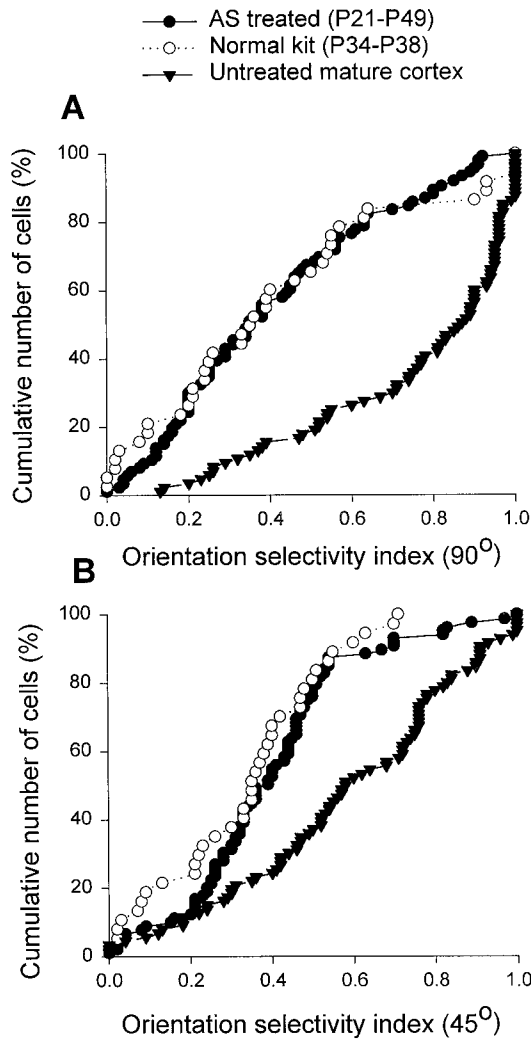 AS treated (P21-P49)
Normal kit (P34-P38)
Untreated mature cortex
A
Cumulative number of cells (%)
100
80
60
40
20
0
0.0 0.2 0.4 0.6 0.8 1.0
Orientation selectivity index (90º)
B
Cumulative number of cells (%)
100
80
60
40
20
0
0.0 0.2 0.4 0.6 0.8 1.0
Orientation selectivity index (45º)